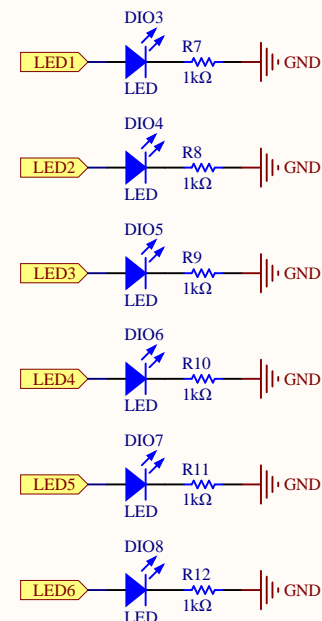 DIO3
R7
LED1
GND
LED
1kΩ
DIO4
R8
LED2
GND
LED
1kΩ
DIO5
R9
LED3
GND
LED
1kΩ
DIO6
R10
LED4
GND
LED
1kΩ
DIO7
R11
LED5
GND
LED
1kΩ
DIO8
R12
LED6
GND
LED
1kΩ